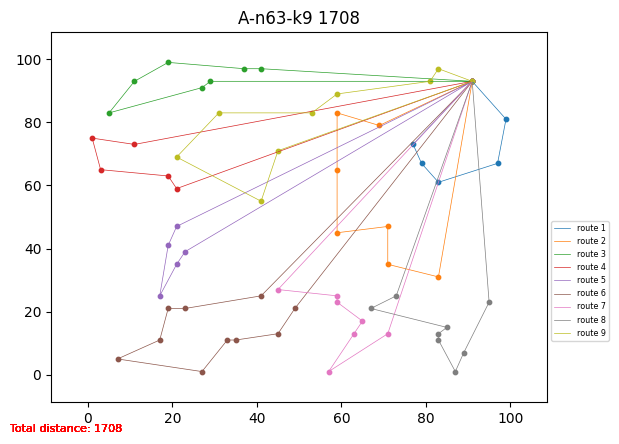 A-n63-k9 1708
100
80
60
40
20
0
0 20 40 60 80 100
route 1
route 2
route 3
route 4
route 5
route 6
route 7
route 8
route 9
Total distance: 1708